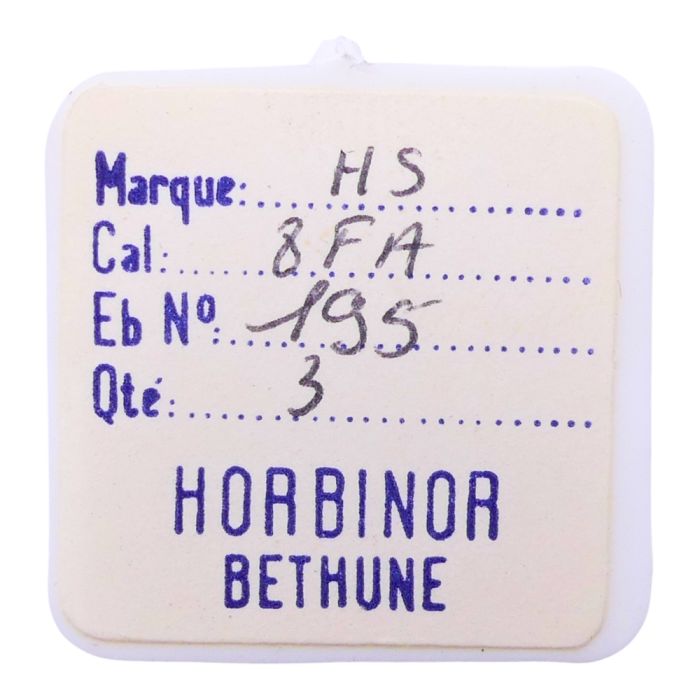 Marque: HS
Cal: 8FA
Eb Nº: 195
Qté: 3
HORBINOR
BETHUNE